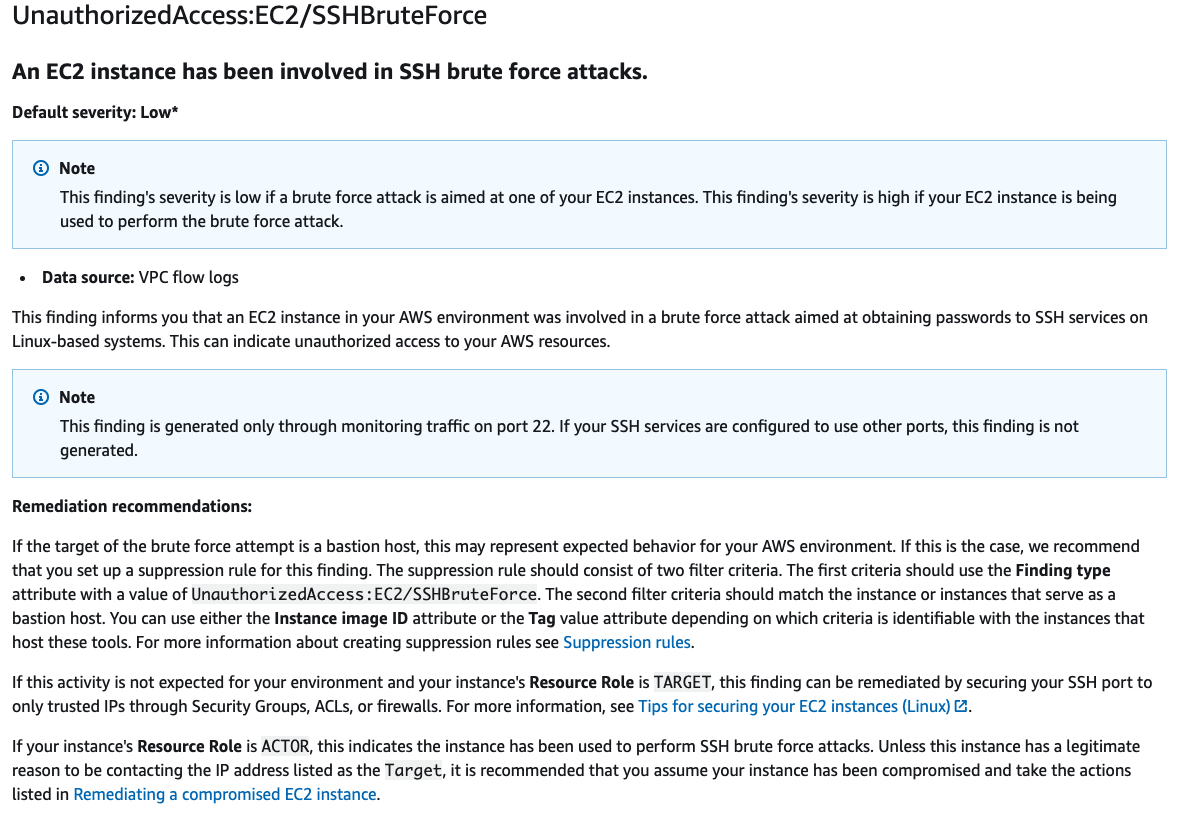 UnauthorizedAccess:EC2/SSHBruteForce
An EC2 instance has been involved in SSH brute force attacks.
Default severity: Low*
Note
This finding's severity is low if a brute force attack is aimed at one of your EC2 instances. This finding's severity is high if your EC2 instance is being
used to perform the brute force attack.
• Data source: VPC flow logs
This finding informs you that an EC2 instance in your AWS environment was involved in a brute force attack aimed at obtaining passwords to SSH services on
Linux-based systems. This can indicate unauthorized access to your AWS resources.
Note
This finding is generated only through monitoring traffic on port 22. If your SSH services are configured to use other ports, this finding is not
generated.
Remediation recommendations:
If the target of the brute force attempt is a bastion host, this may represent expected behavior for your AWS environment. If this is the case, we recommend
that you set up a suppression rule for this finding. The suppression rule should consist of two filter criteria. The first criteria should use the Finding type
attribute with a value of UnauthorizedAccess:EC2/SSHBruteForce. The second filter criteria should match the instance or instances that serve as a
bastion host. You can use either the Instance image ID attribute or the Tag value attribute depending on which criteria is identifiable with the instances that
host these tools. For more information about creating suppression rules see Suppression rules.
If this activity is not expected for your environment and your instance's Resource Role is TARGET, this finding can be remediated by securing your SSH port to
only trusted IPs through Security Groups, ACLs, or firewalls. For more information, see Tips for securing your EC2 instances (Linux).
If your instance's Resource Role is ACTOR, this indicates the instance has been used to perform SSH brute force attacks. Unless this instance has a legitimate
reason to be contacting the IP address listed as the Target, it is recommended that you assume your instance has been compromised and take the actions
listed in Remediating a compromised EC2 instance.